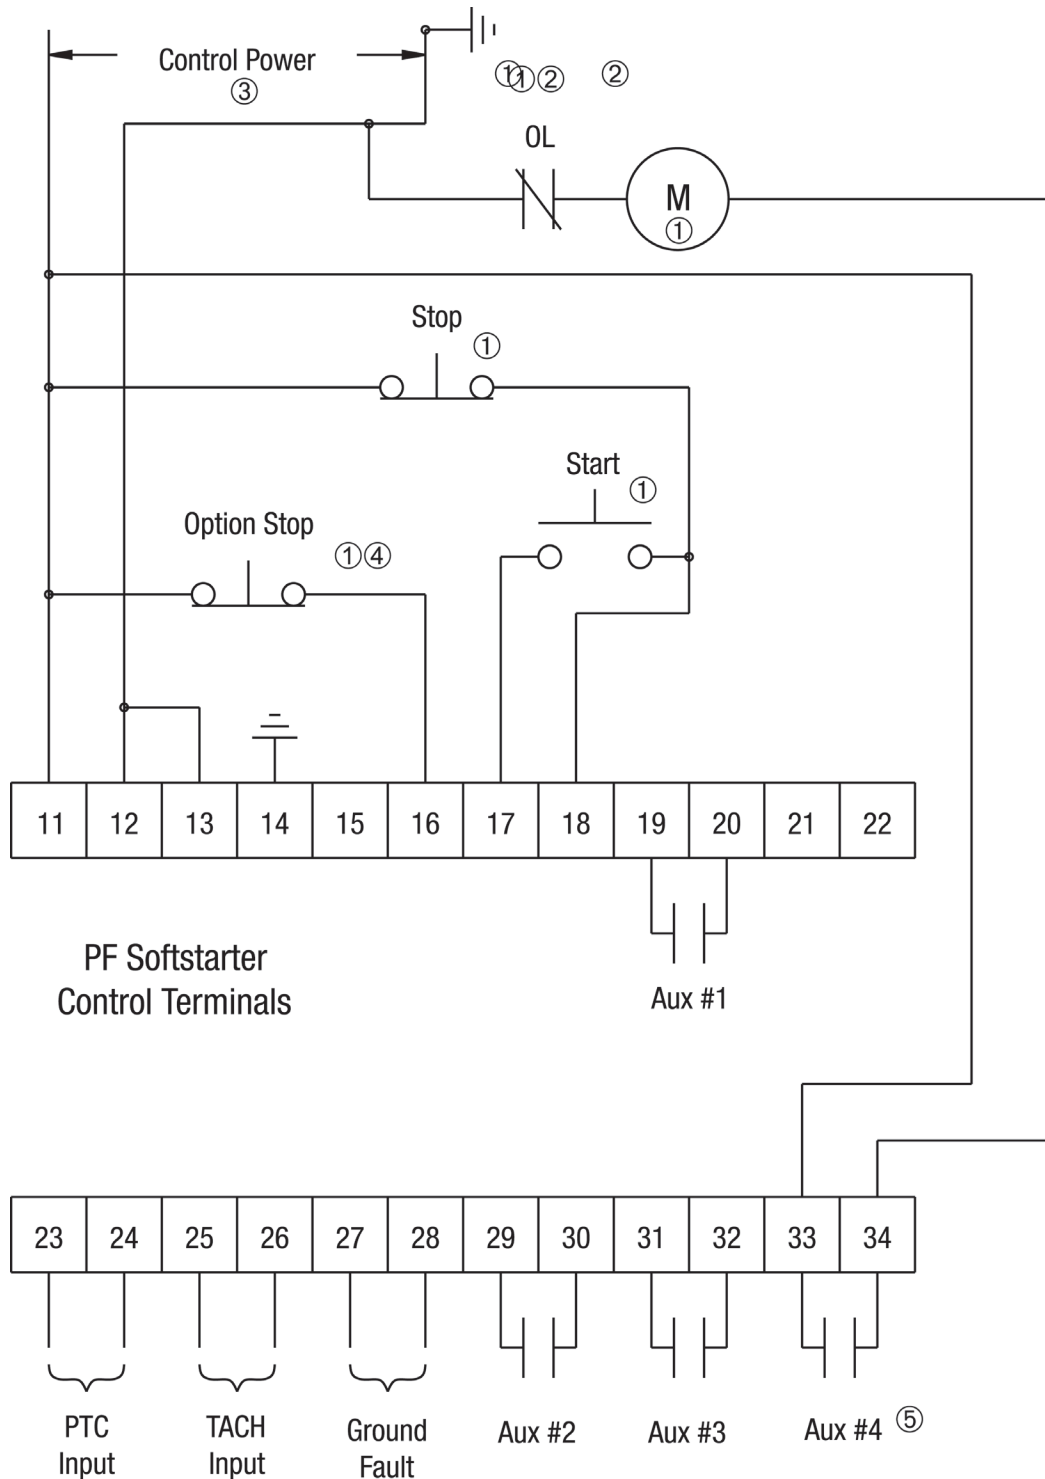 Control Power
③
①① ② ②
OL
M
①
Stop
①
Start
①
Option Stop
①④
11 12 13 14 15 16 17 18 19 20 21 22
PF Softstarter
Control Terminals
Aux #1
23 24 25 26 27 28 29 30 31 32 33 34
PTC
Input
TACH
Input
Ground
Fault
Aux #2
Aux #3
Aux #4 ⑤